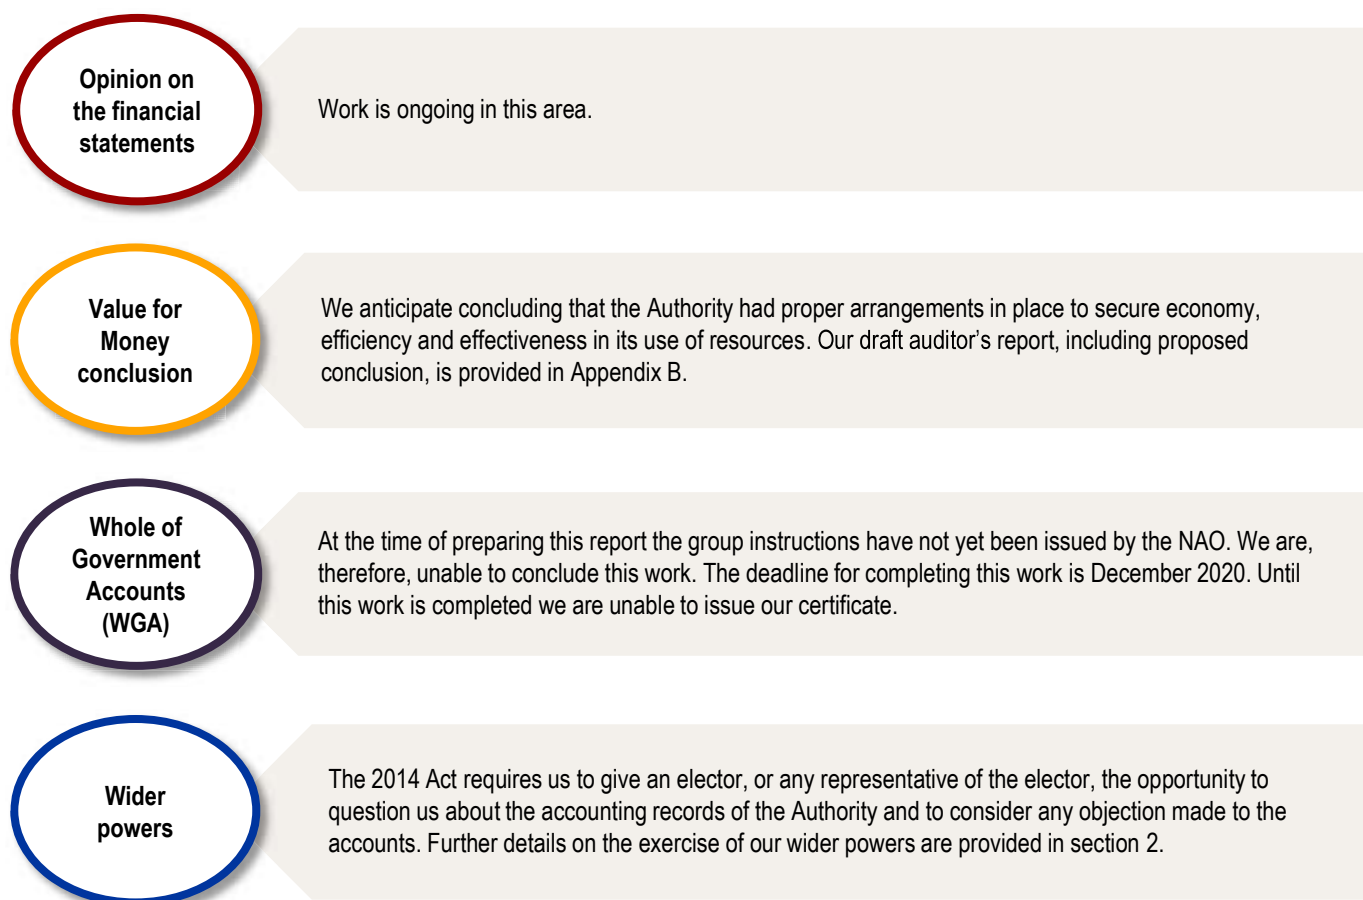 Opinion on
the financial
statements
Work is ongoing in this area.
Value for
Money
conclusion
We anticipate concluding that the Authority had proper arrangements in place to secure economy,
efficiency and effectiveness in its use of resources. Our draft auditor’s report, including proposed
conclusion, is provided in Appendix B.
Whole of
Government
Accounts
(WGA)
At the time of preparing this report the group instructions have not yet been issued by the NAO. We are,
therefore, unable to conclude this work. The deadline for completing this work is December 2020. Until
this work is completed we are unable to issue our certificate.
Wider
powers
The 2014 Act requires us to give an elector, or any representative of the elector, the opportunity to
question us about the accounting records of the Authority and to consider any objection made to the
accounts. Further details on the exercise of our wider powers are provided in section 2.